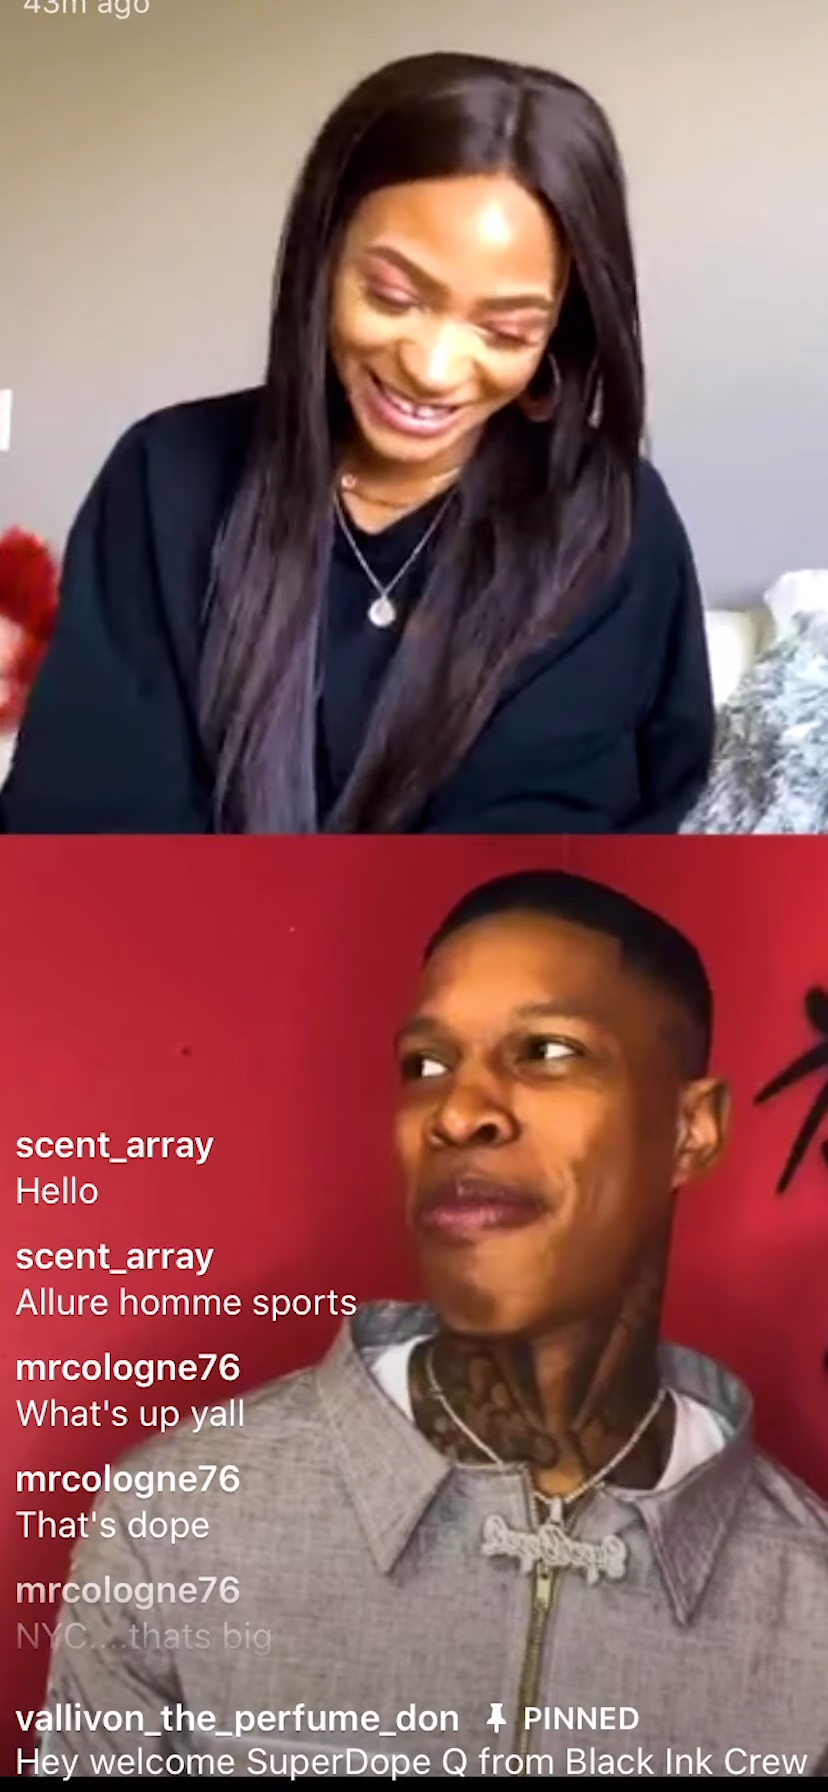 43m ago
scent_array
Hello
scent_array
Allure homme sports
mrcologne76
What's up yall
mrcologne76
That's dope
mrcologne76
NYC....thats big
vallivon_the_perfume_don PINNED
Hey welcome SuperDope Q from Black Ink Crew